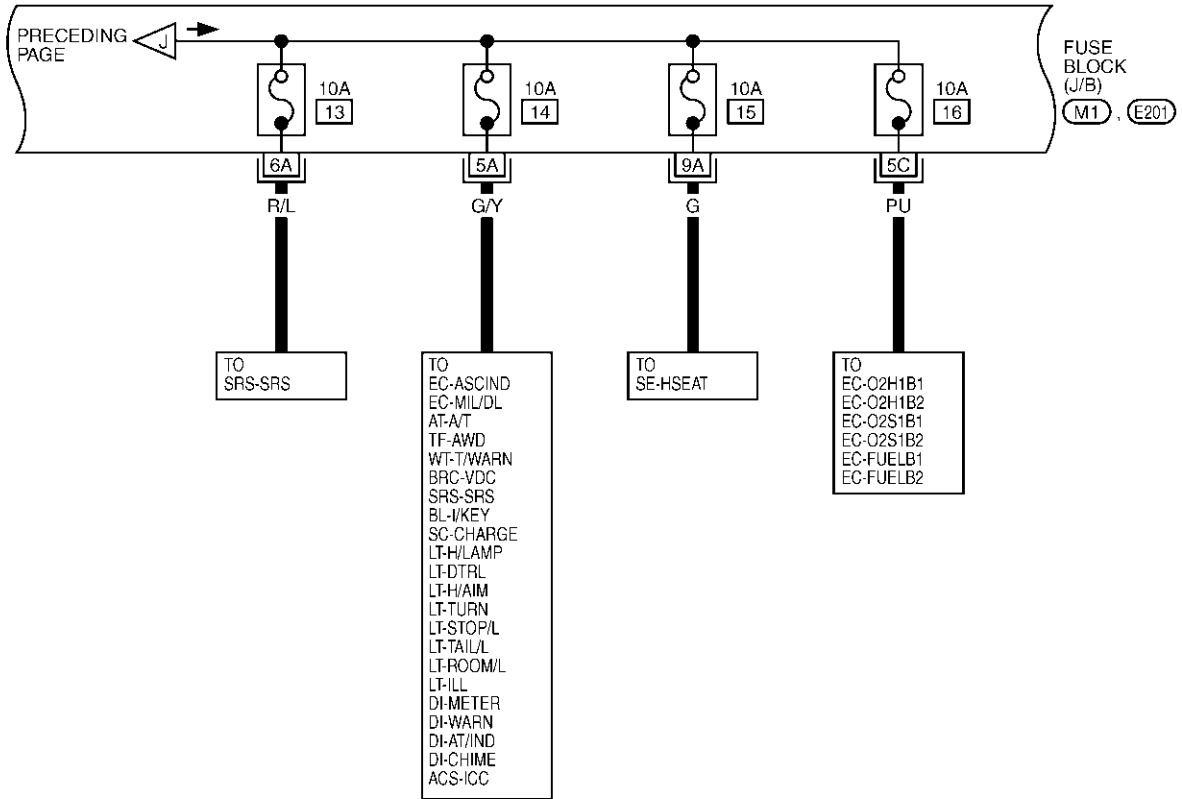 PRECEDING
PAGE
J
10A
13
10A
14
10A
15
10A
16
FUSE
BLOCK
(J/B)
M1 , E201
6A
5A
9A
5C
R/L
G/Y
G
PU
TO
SRS-SRS
TO
EC-ASCIND
EC-MIL/DL
AT-A/T
TF-AWD
WT-T/WARN
BRC-VDC
SRS-SRS
BL-I/KEY
SC-CHARGE
LT-H/LAMP
LT-DTRL
LT-H/AIM
LT-TURN
LT-STOP/L
LT-TAIL/L
LT-ROOM/L
LT-ILL
DI-METER
DI-WARN
DI-AT/IND
DI-CHIME
ACS-ICC
TO
SE-HSEAT
TO
EC-O2H1B1
EC-O2H1B2
EC-O2S1B1
EC-O2S1B2
EC-FUELB1
EC-FUELB2